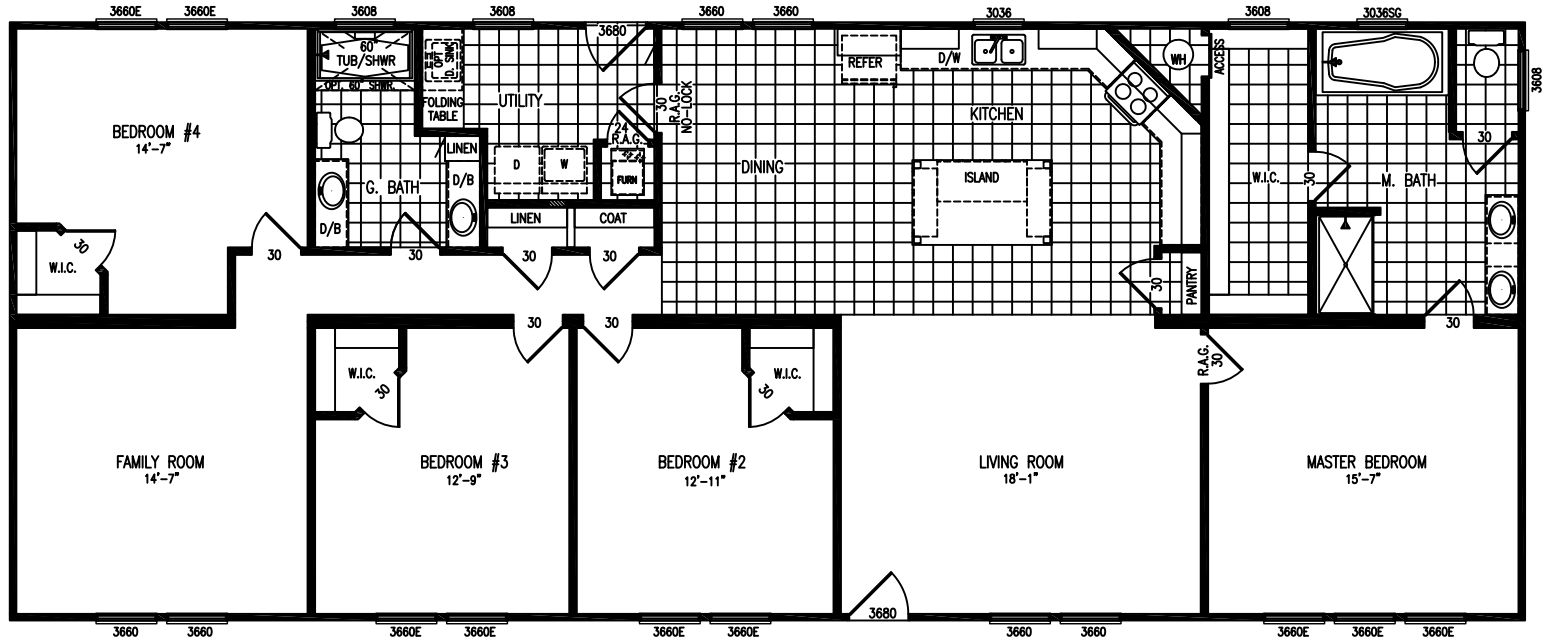 3660E 3660E 3608 3608 3660 3660 3036 3608 3036SG
3680
60"
TUB/SHWR
OPT. 60" SHWR.
OPT
D. SINK
FOLDING
TABLE
UTILITY
30
R.A.G.
NO-LOCK
24
R.A.G.
REFER
D/W
WH
ACCESS
3608
BEDROOM #4
14'-7"
LINEN
D/B
D
W
FURN
DINING
KITCHEN
ISLAND
W.I.C.
30
M. BATH
30
G. BATH
D/B
LINEN
COAT
30
W.I.C.
30
30
30
30
30
PANTRY
30
30
30
30
R.A.G.
30
W.I.C.
30
W.I.C.
30
FAMILY ROOM
14'-7"
BEDROOM #3
12'-9"
BEDROOM #2
12'-11"
LIVING ROOM
18'-1"
MASTER BEDROOM
15'-7"
3680
3660 3660 3660E 3660E 3660E 3660E 3660 3660 3660E 3660E 3660E